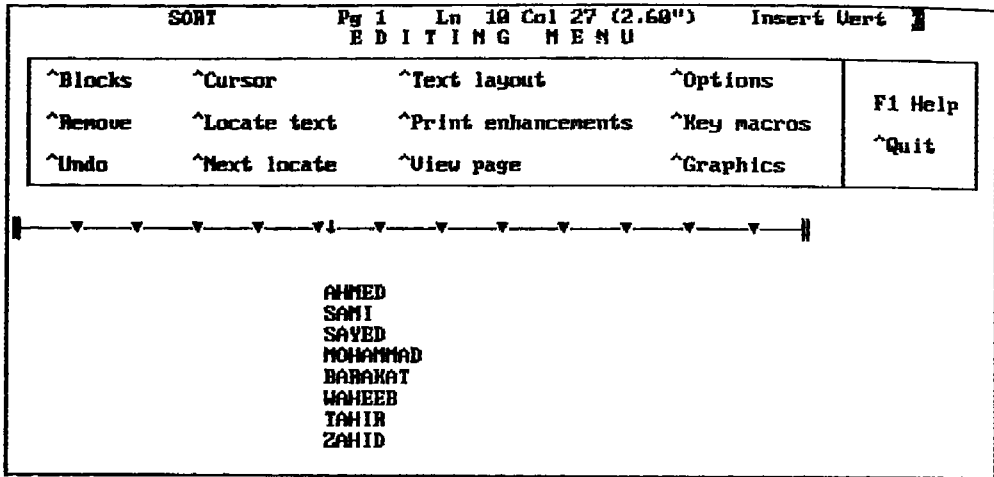 SORT Pg 1 Ln 10 Col 27 (2.60") Insert Vert
E D I T I N G M E N U
^Blocks ^Cursor ^Text layout ^Options
F1 Help
^Remove ^Locate text ^Print enhancements ^Key macros
^Quit
^Undo ^Next locate ^View page ^Graphics
AHMED
SAMI
SAYED
MOHAMMAD
BARAKAT
WAHEEB
TAHIR
ZAHID